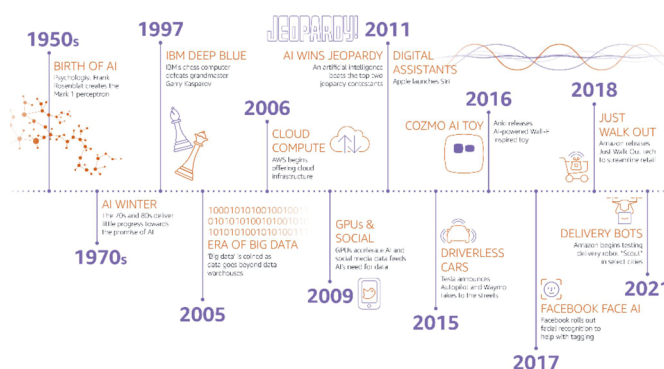 JEOPARDY!
1950s
BIRTH OF AI
Psychologist Frank
Rosenblatt creates the
Mark 1 perceptron
1997
IBM DEEP BLUE
IBM's chess computer
defeats grandmaster
Garry Kasparov
2006
CLOUD
COMPUTE
AWS begins
offering cloud
infrastructure
AI WINS JEOPARDY
An artificial intelligence
beats the top two
jeopardy contestants
2011
DIGITAL
ASSISTANTS
Apple launches Siri
2016
COZMO AI TOY
Anki releases
AI-powered Wall-E
inspired toy
2018
JUST
WALK OUT
Amazon releases
Just Walk Out tech
to streamline retail
AI WINTER
The 70s and 80s deliver
little progress towards
the promise of AI
1970s
ERA OF BIG DATA
'Big data' is coined as
data goes beyond data
warehouses
2005
GPUs &
SOCIAL
GPUs accelerate AI and
social media data feeds
AI's need for data
2009
DRIVERLESS
CARS
Tesla announces
Autopilot and Waymo
takes to the streets
2015
FACEBOOK FACE AI
Facebook rolls out
facial recognition to
help with tagging
2017
DELIVERY BOTS
Amazon begins testing
delivery robot "Scout"
in select cities
2021